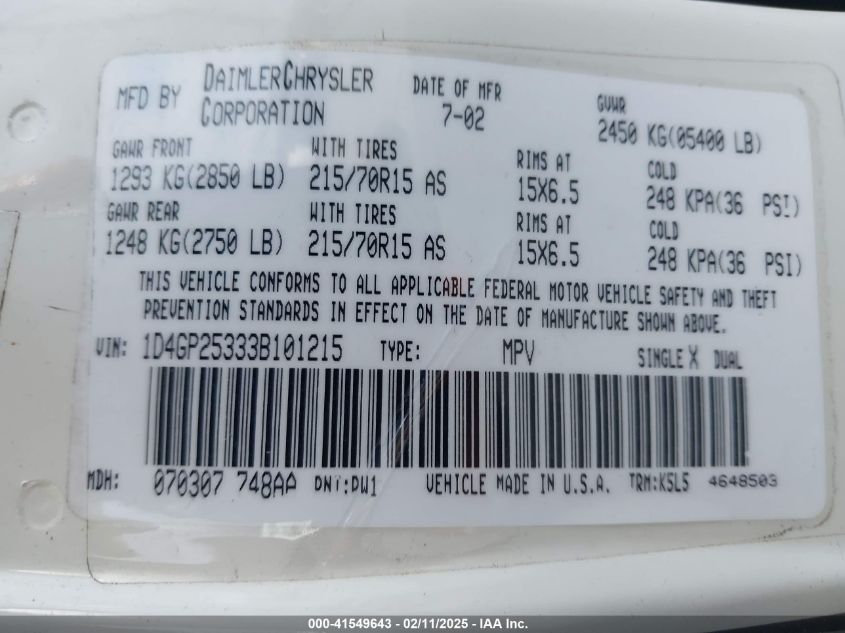 MFD BY DAIMLERCHRYSLER CORPORATION DATE OF MFR 7-02 GVWR 2450 KG(05400 LB)
GAWR FRONT WITH TIRES RIMS AT COLD
1293 KG(2850 LB) 215/70R15 AS 15X6.5 248 KPA(36 PSI)
GAWR REAR WITH TIRES RIMS AT COLD
1248 KG(2750 LB) 215/70R15 AS 15X6.5 248 KPA(36 PSI)
THIS VEHICLE CONFORMS TO ALL APPLICABLE FEDERAL MOTOR VEHICLE SAFETY AND THEFT
PREVENTION STANDARDS IN EFFECT ON THE DATE OF MANUFACTURE SHOWN ABOVE.
VIN: 1D4GP25333B101215 TYPE: MPV SINGLE X DUAL
MDH: 070307 748AA DNT:DW1 VEHICLE MADE IN U.S.A. TRM:K5L5 4648503
000-41549643 - 02/11/2025 - IAA Inc.